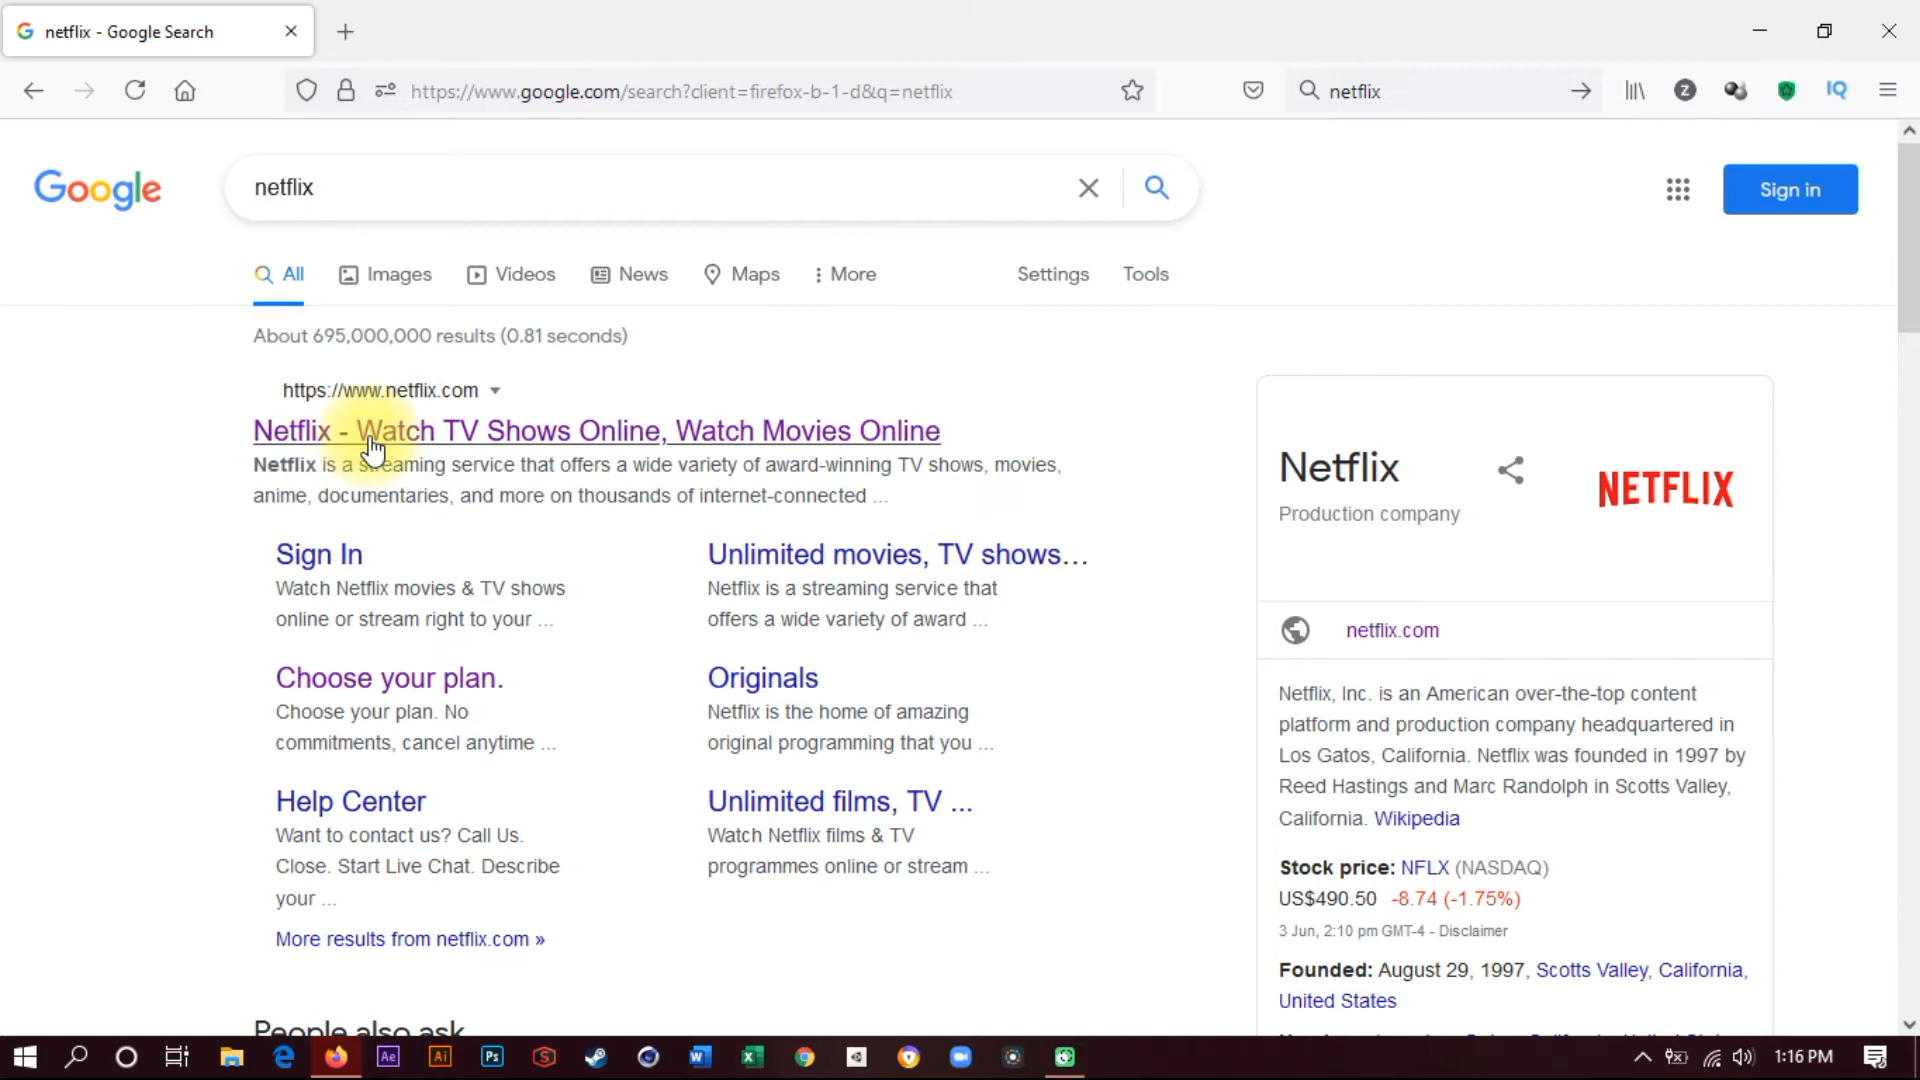 netflix - Google Search
https://www.google.com/search?client=firefox-b-1-d&q=netflix
netflix
IQ
Google
netflix
Sign in
All
Images
Videos
News
Maps
More
Settings
Tools
About 695,000,000 results (0.81 seconds)
https://www.netflix.com
Netflix - Watch TV Shows Online, Watch Movies Online
Netflix is a streaming service that offers a wide variety of award-winning TV shows, movies,
anime, documentaries, and more on thousands of internet-connected ...
Sign In
Watch Netflix movies & TV shows
online or stream right to your ...
Unlimited movies, TV shows...
Netflix is a streaming service that
offers a wide variety of award ...
Choose your plan.
Choose your plan. No
commitments, cancel anytime ...
Originals
Netflix is the home of amazing
original programming that you ...
Help Center
Want to contact us? Call Us.
Close. Start Live Chat. Describe
your ...
Unlimited films, TV ...
Watch Netflix films & TV
programmes online or stream ...
More results from netflix.com »
People also ask
Netflix
Production company
NETFLIX
netflix.com
Netflix, Inc. is an American over-the-top content
platform and production company headquartered in
Los Gatos, California. Netflix was founded in 1997 by
Reed Hastings and Marc Randolph in Scotts Valley,
California. Wikipedia
Stock price: NFLX (NASDAQ)
US$490.50 -8.74 (-1.75%)
3 Jun, 2:10 pm GMT-4 - Disclaimer
Founded: August 29, 1997, Scotts Valley, California,
United States
Ae
Ai
Ps
1:16 PM